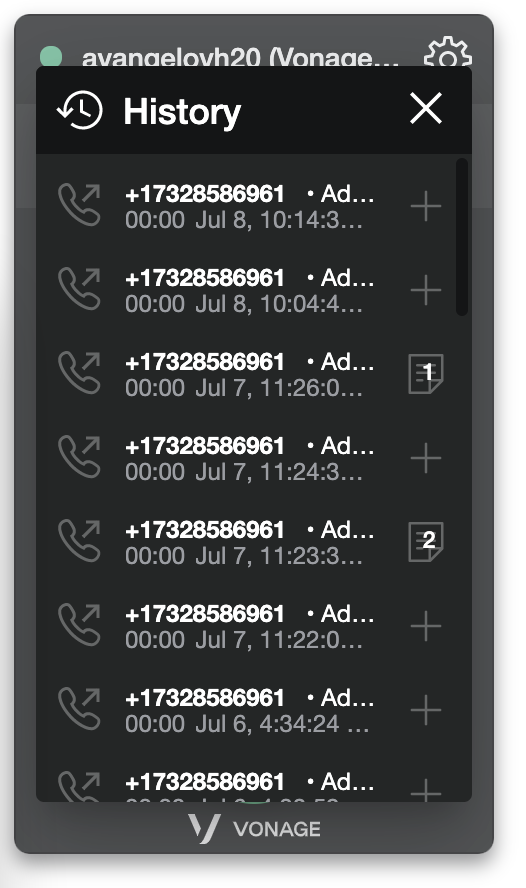 avangelovh20 (Vonage...
History
+17328586961 • Ad...
00:00 Jul 8, 10:14:3...
+17328586961 • Ad...
00:00 Jul 8, 10:04:4...
+17328586961 • Ad...
00:00 Jul 7, 11:26:0...
1
+17328586961 • Ad...
00:00 Jul 7, 11:24:3...
+17328586961 • Ad...
00:00 Jul 7, 11:23:3...
2
+17328586961 • Ad...
00:00 Jul 7, 11:22:0...
+17328586961 • Ad...
00:00 Jul 6, 4:34:24 ...
+17328586961 • Ad...
VONAGE